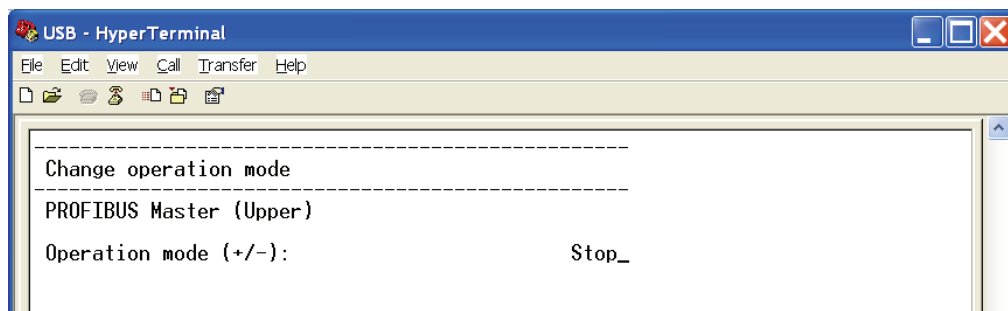 USB - HyperTerminal
File Edit View Call Transfer Help
--------------------------------------------------
Change operation mode
--------------------------------------------------
PROFIBUS Master (Upper)
Operation mode (+/-): Stop_